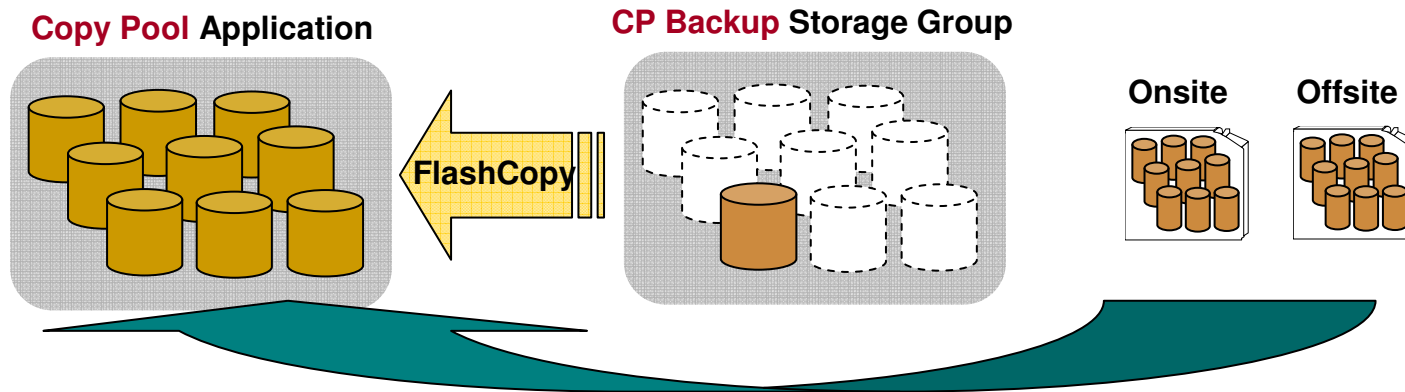 Copy Pool Application
CP Backup Storage Group
Onsite
Offsite
FlashCopy